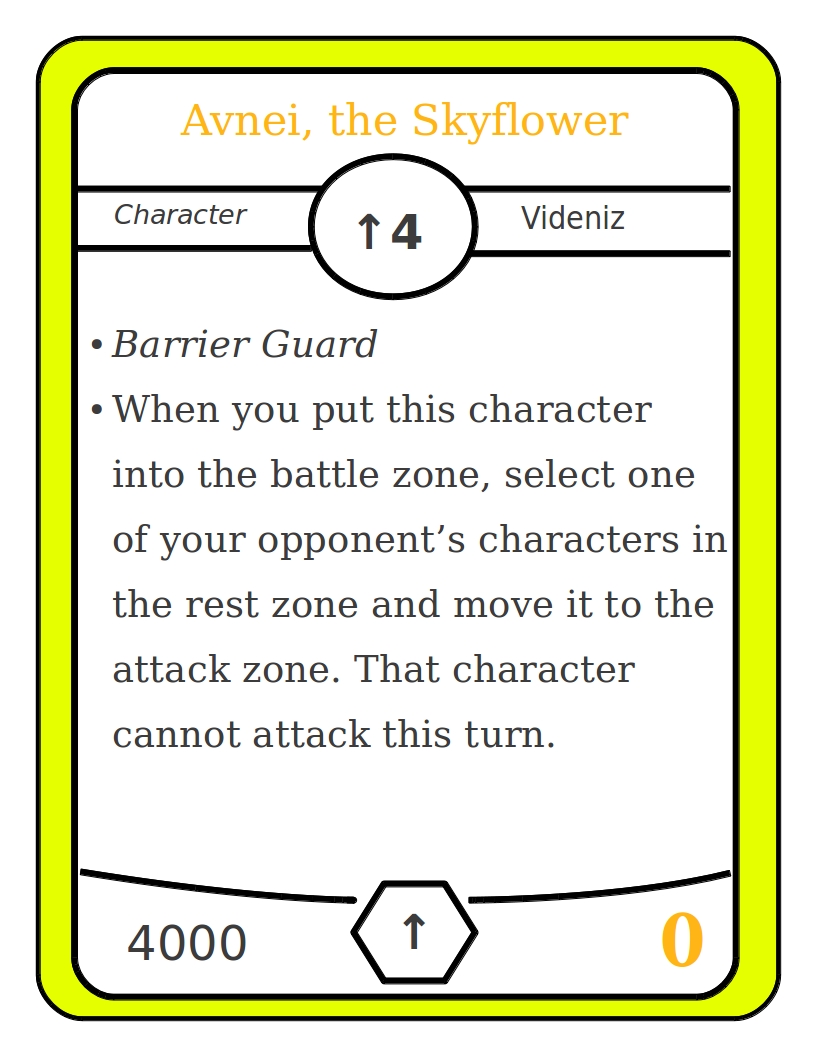 Avnei, the Skyflower
Character
↑4
Videniz
• Barrier Guard
• When you put this character
into the battle zone, select one
of your opponent’s characters in
the rest zone and move it to the
attack zone. That character
cannot attack this turn.
4000
↑
0